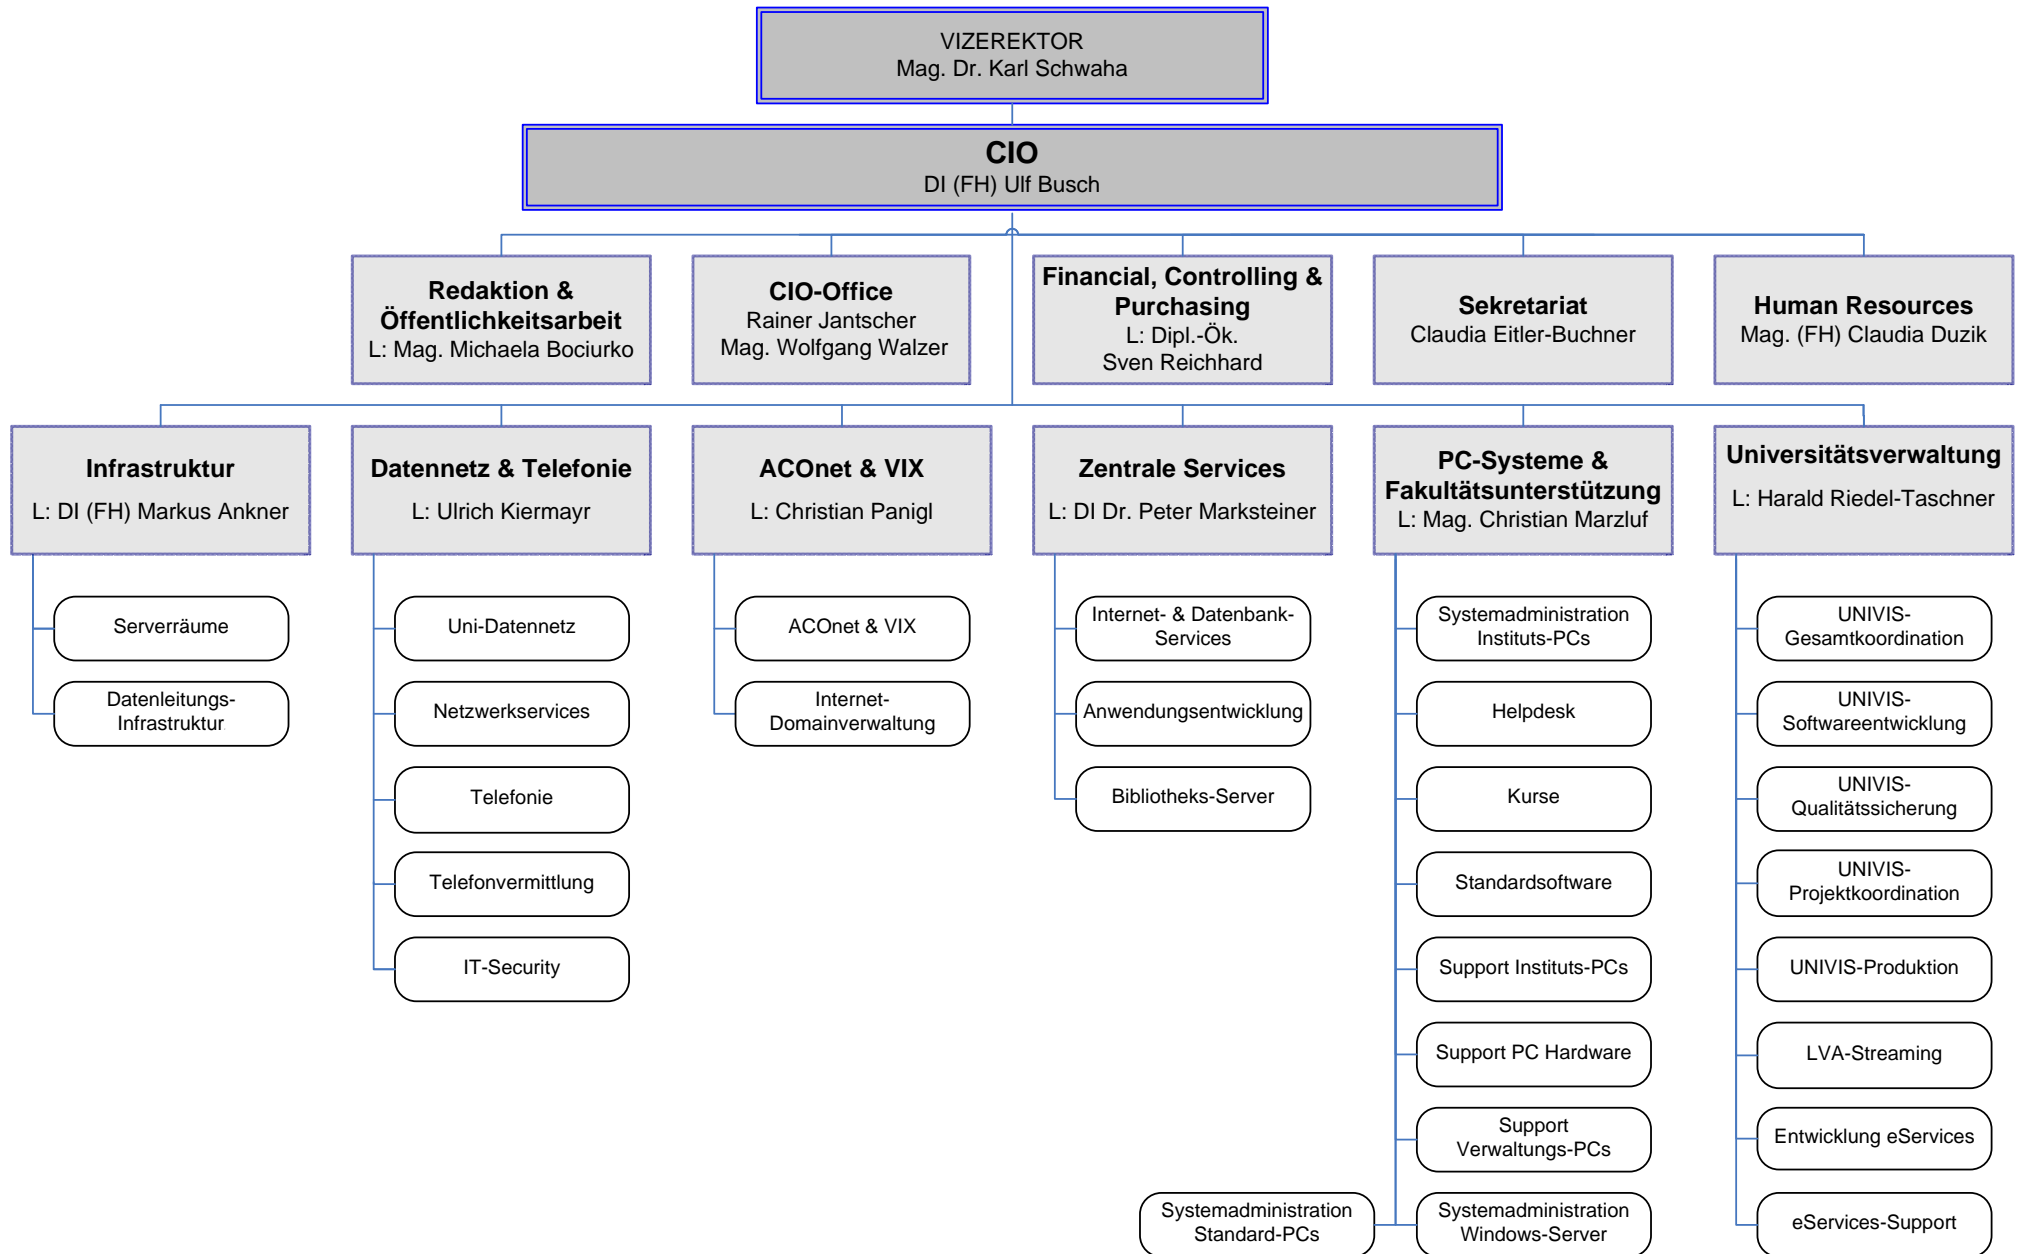 VIZEREKTOR
Mag. Dr. Karl Schwaha
CIO
DI (FH) Ulf Busch
Redaktion &
Öffentlichkeitsarbeit
L: Mag. Michaela Bociurko
CIO-Office
Rainer Jantscher
Mag. Wolfgang Walzer
Financial, Controlling &
Purchasing
L: Dipl.-Ök.
Sven Reichhard
Sekretariat
Claudia Eitler-Buchner
Human Resources
Mag. (FH) Claudia Duzik
Infrastruktur
L: DI (FH) Markus Ankner
Datennetz & Telefonie
L: Ulrich Kiermayr
ACOnet & VIX
L: Christian Panigl
Zentrale Services
L: DI Dr. Peter Marksteiner
PC-Systeme &
Fakultätsunterstützung
L: Mag. Christian Marzluf
Universitätsverwaltung
L: Harald Riedel-Taschner
Serverräume
Datenleitungs-
Infrastruktur
Uni-Datennetz
Netzwerkservices
Telefonie
Telefonvermittlung
IT-Security
ACOnet & VIX
Internet-
Domainverwaltung
Internet- & Datenbank-
Services
Anwendungsentwicklung
Bibliotheks-Server
Systemadministration
Instituts-PCs
Helpdesk
Kurse
Standardsoftware
Support Instituts-PCs
Support PC Hardware
Support
Verwaltungs-PCs
Systemadministration
Standard-PCs
Systemadministration
Windows-Server
UNIVIS-
Gesamtkoordination
UNIVIS-
Softwareentwicklung
UNIVIS-
Qualitätssicherung
UNIVIS-
Projektkoordination
UNIVIS-Produktion
LVA-Streaming
Entwicklung eServices
eServices-Support